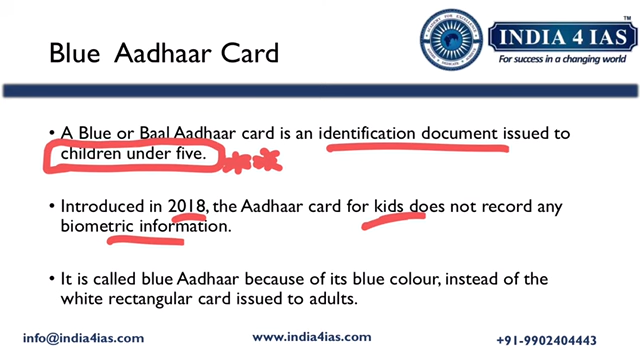 Blue Aadhaar Card
INDIA 4 IAS
TM
For success in a changing world
• A Blue or Baal Aadhaar card is an identification document issued to
children under five.
• Introduced in 2018, the Aadhaar card for kids does not record any
biometric information.
• It is called blue Aadhaar because of its blue colour, instead of the
white rectangular card issued to adults.
info@india4ias.com
www.india4ias.com
+91-9902404443